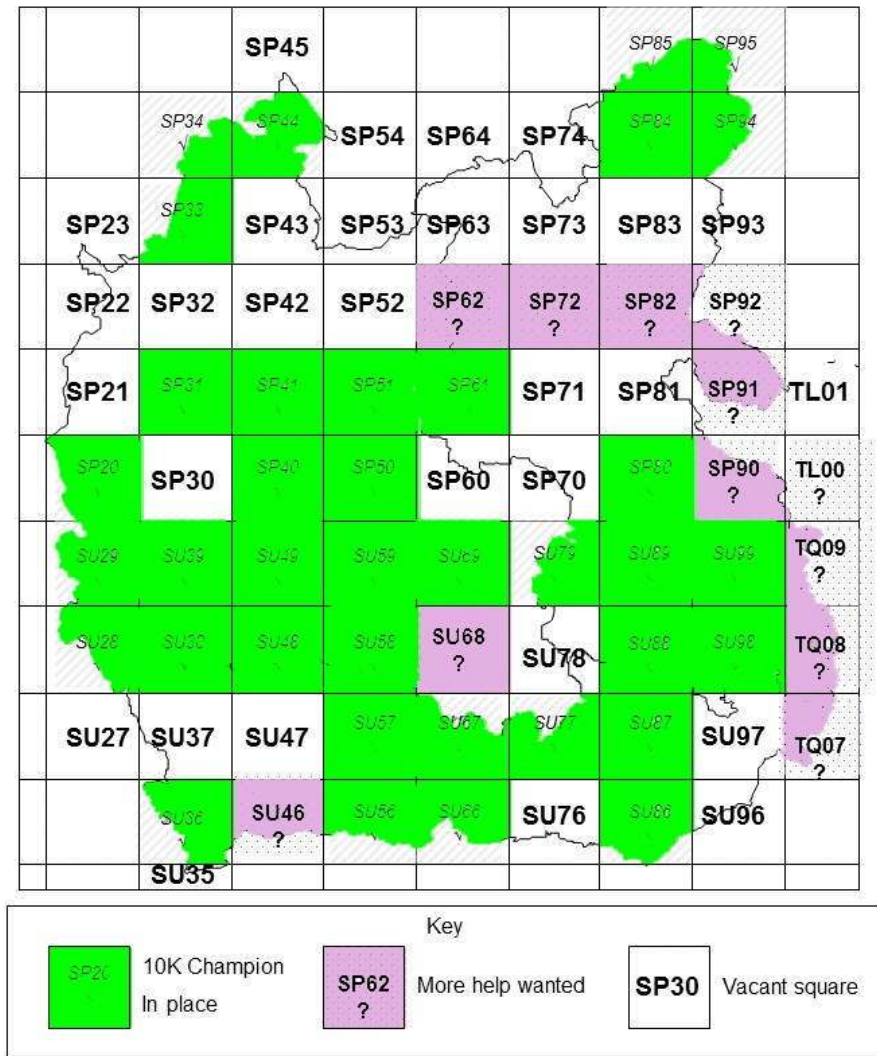 SP45 SP85 SP95
SP34 SP44 SP54 SP64 SP74 SP84 SP94
SP23 SP33 SP43 SP53 SP63 SP73 SP83 SP93
SP22 SP32 SP42 SP52 SP62 SP72 SP82 SP92
? ? ? ?
SP21 SP31 SP41 SP51 SP61 SP71 SP81 SP91 TL01
?
SP20 SP30 SP40 SP50 SP60 SP70 SP80 SP90 TL00
? ?
SU29 SU39 SU49 SU59 SU69 SU79 SU89 SU99 TQ09
?
SU28 SU38 SU48 SU58 SU68 SU78 SU88 SU98 TQ08
? ?
SU27 SU37 SU47 SU57 SU67 SU77 SU87 SU97 TQ07
?
SU36 SU46 SU56 SU66 SU76 SU86 SU96
?
SU35
Key
SP20
10K Champion
In place
SP62
?
More help wanted
SP30
Vacant square